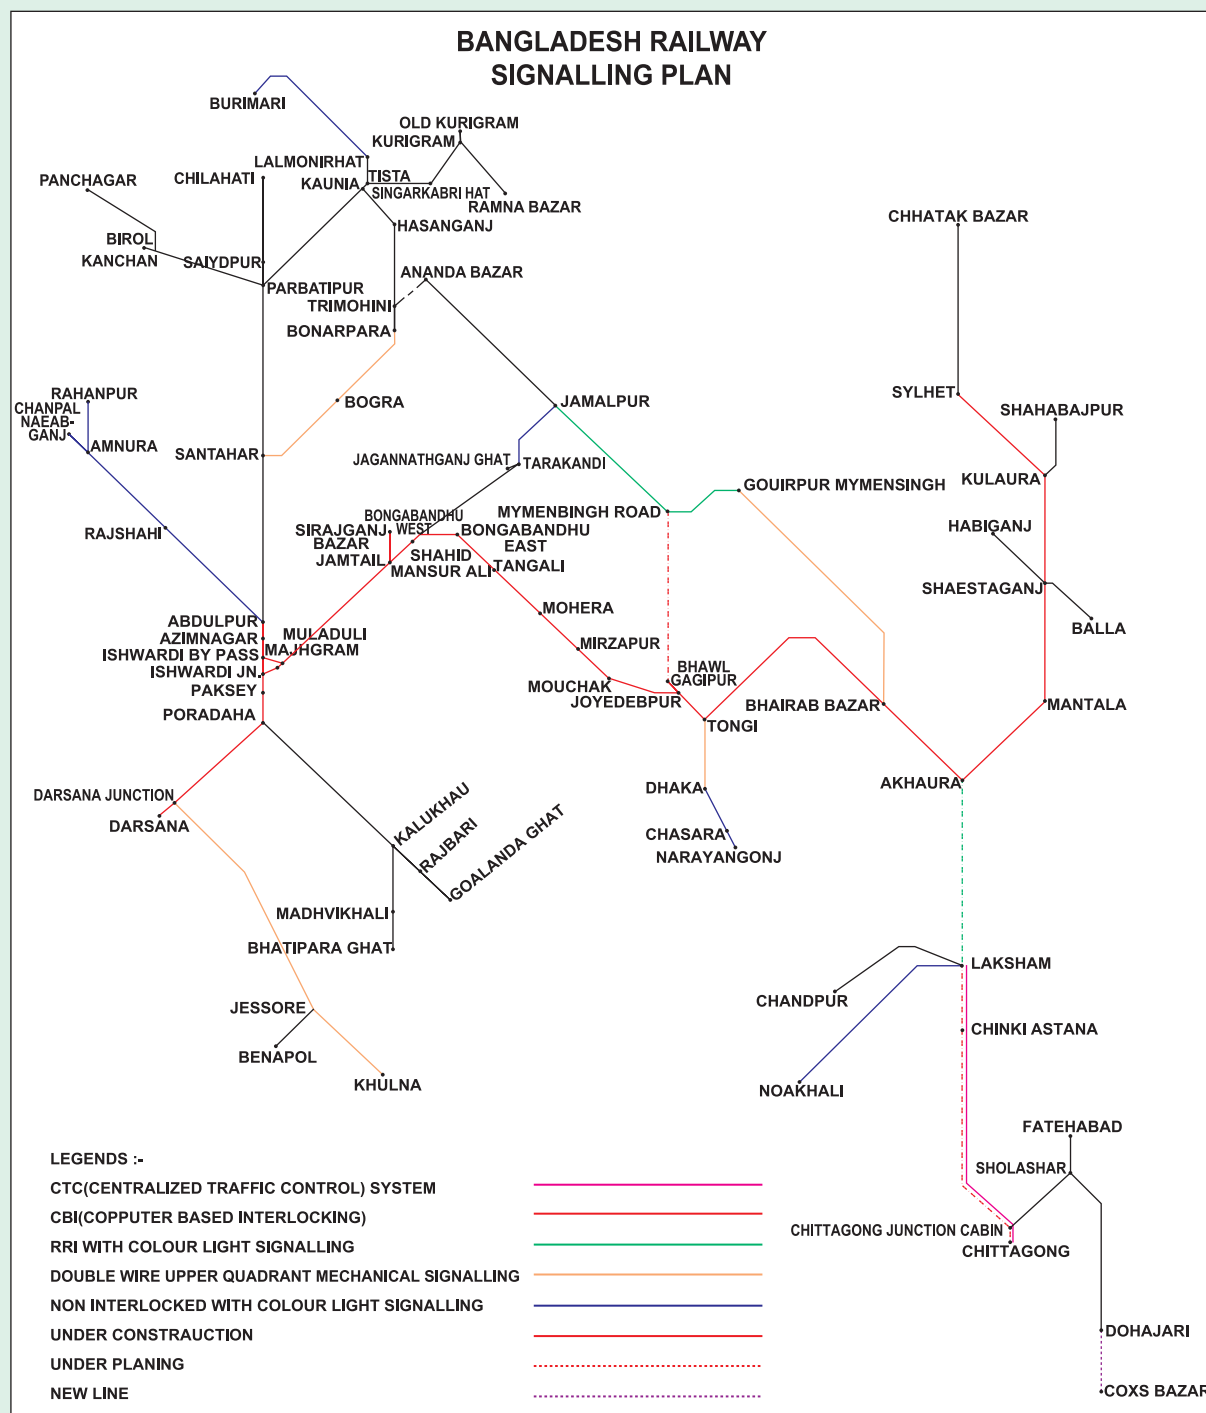 BANGLADESH RAILWAY
SIGNALLING PLAN
BURIMARI
OLD KURIGRAM
KURIGRAM
LALMONIRHAT
TISTA
PANCHAGAR
CHILAHATI
KAUNIA
SINGARKABRI HAT
RAMNA BAZAR
CHHATAK BAZAR
HASANGANJ
BIROL
KANCHAN
SAIYDPUR
PARBATIPUR
ANANDA BAZAR
TRIMOHINI
BONARPARA
RAHANPUR
CHANPAL
NAEAB-
GANJ
AMNURA
BOGRA
JAMALPUR
SYLHET
SHAHABAJPUR
SANTAHAR
JAGANNATHGANJ GHAT
TARAKANDI
KULAURA
GOUIRPUR MYMENSINGH
RAJSHAHI
BONGABANDHU
WEST
MYMENBINGH ROAD
SIRAJGANJ
BAZAR
BONGABANDHU
EAST
HABIGANJ
JAMTAIL
SHAHID
MANSUR ALI
TANGALI
SHAESTAGANJ
MOHERA
BALLA
ABDULPUR
AZIMNAGAR
MULADULI
MAJHGRAM
ISHWARDI BY PASS
ISHWARDI JN.
MIRZAPUR
PAKSEY
MOUCHAK
BHAWL
GAGIPUR
JOYEDEBPUR
BHAIRAB BAZAR
MANTALA
PORADAHA
TONGI
AKHAURA
DARSANA JUNCTION
DARSANA
DHAKA
KALUKHAU
RAJBARI
GOALANDA GHAT
CHASARA
NARAYANGONJ
MADHVIKHALI
BHATIPARA GHAT
LAKSHAM
CHANDPUR
JESSORE
CHINKI ASTANA
BENAPOL
KHULNA
NOAKHALI
FATEHABAD
SHOLASHAR
CHITTAGONG JUNCTION CABIN
CHITTAGONG
DOHAJARI
COXS BAZAR
LEGENDS :-
CTC(CENTRALIZED TRAFFIC CONTROL) SYSTEM
CBI(COPPUTER BASED INTERLOCKING)
RRI WITH COLOUR LIGHT SIGNALLING
DOUBLE WIRE UPPER QUADRANT MECHANICAL SIGNALLING
NON INTERLOCKED WITH COLOUR LIGHT SIGNALLING
UNDER CONSTRAUCTION
UNDER PLANING
NEW LINE